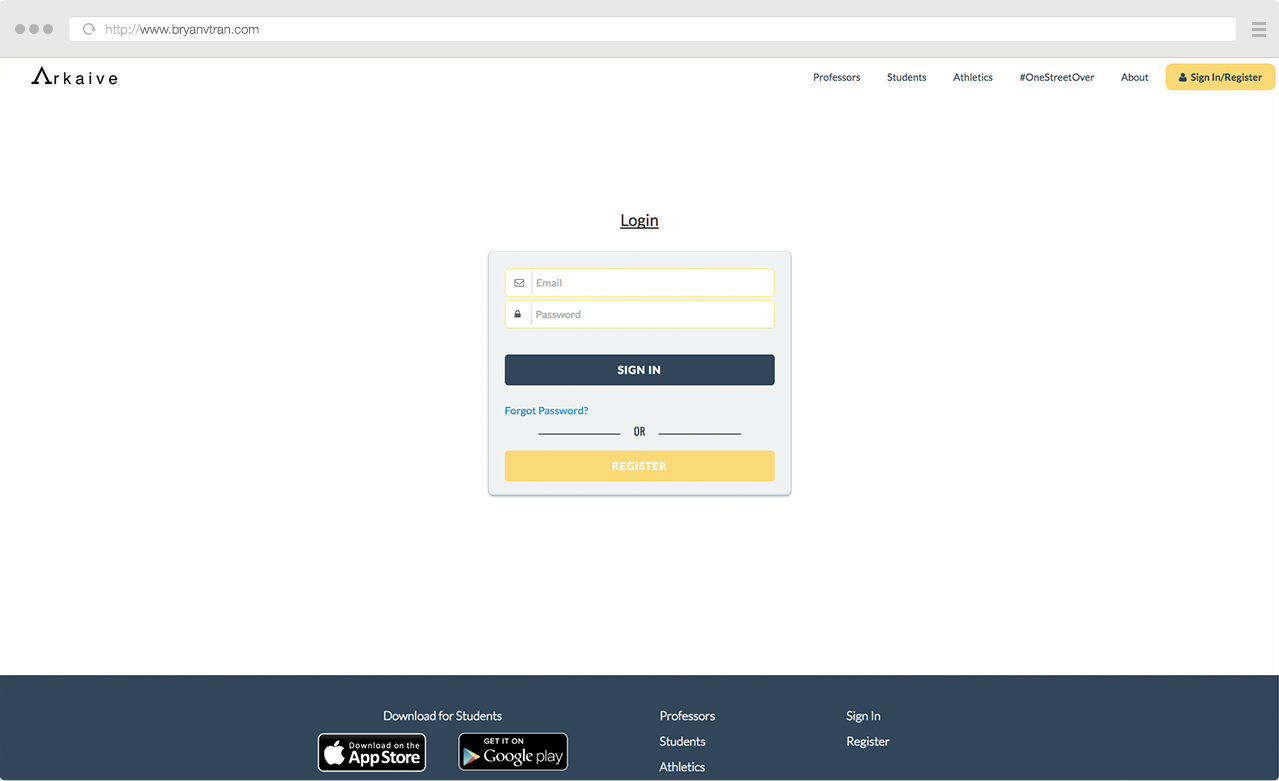 http://www.bryanvtran.com
Arkaive
Professors Students Athletics #OneStreetOver About Sign In/Register
Login
Email
Password
SIGN IN
Forgot Password?
OR
REGISTER
Download for Students
Download on the
App Store
GET IT ON
Google play
Professors
Students
Athletics
Sign In
Register